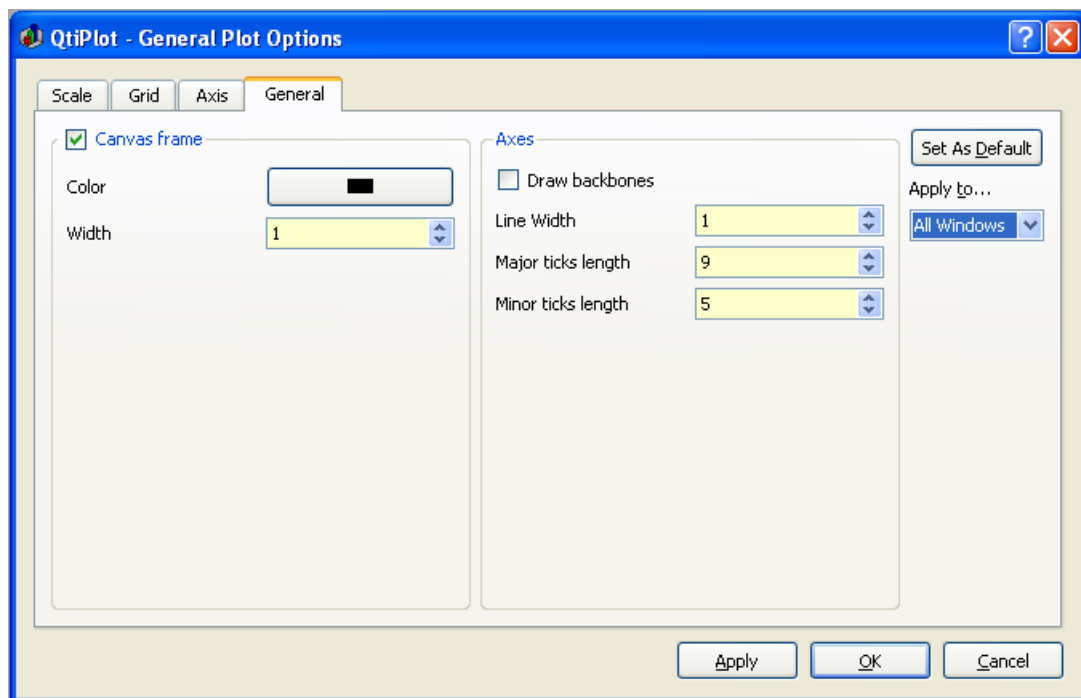 QtiPlot - General Plot Options
Scale Grid Axis General
Canvas frame
Color
Width 1
Axes
Draw backbones
Line Width 1
Major ticks length 9
Minor ticks length 5
Set As Default
Apply to...
All Windows
Apply OK Cancel